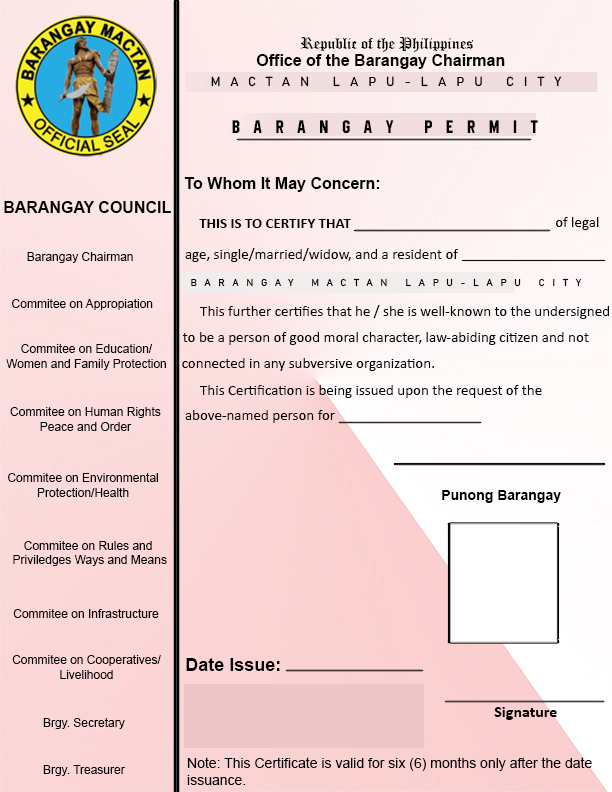 BARANGAY MACTAN
OFFICIAL SEAL
Republic of the Philippines
Office of the Barangay Chairman
MACTAN LAPU-LAPU CITY
BARANGAY PERMIT
BARANGAY COUNCIL
Barangay Chairman
Commitee on Appropiation
Commitee on Education/
Women and Family Protection
Commitee on Human Rights
Peace and Order
Commitee on Environmental
Protection/Health
Commitee on Rules and
Priviledges Ways and Means
Commitee on Infrastructure
Commitee on Cooperatives/
Livelihood
Brgy. Secretary
Brgy. Treasurer
To Whom It May Concern:
THIS IS TO CERTIFY THAT ______________ of legal
age, single/married/widow, and a resident of ______________
BARANGAY MACTAN LAPU-LAPU CITY
This further certifies that he / she is well-known to the undersigned
to be a person of good moral character, law-abiding citizen and not
connected in any subversive organization.
This Certification is being issued upon the request of the
above-named person for ______________
Punong Barangay
Date Issue: ______________
Signature
Note: This Certificate is valid for six (6) months only after the date
issuance.